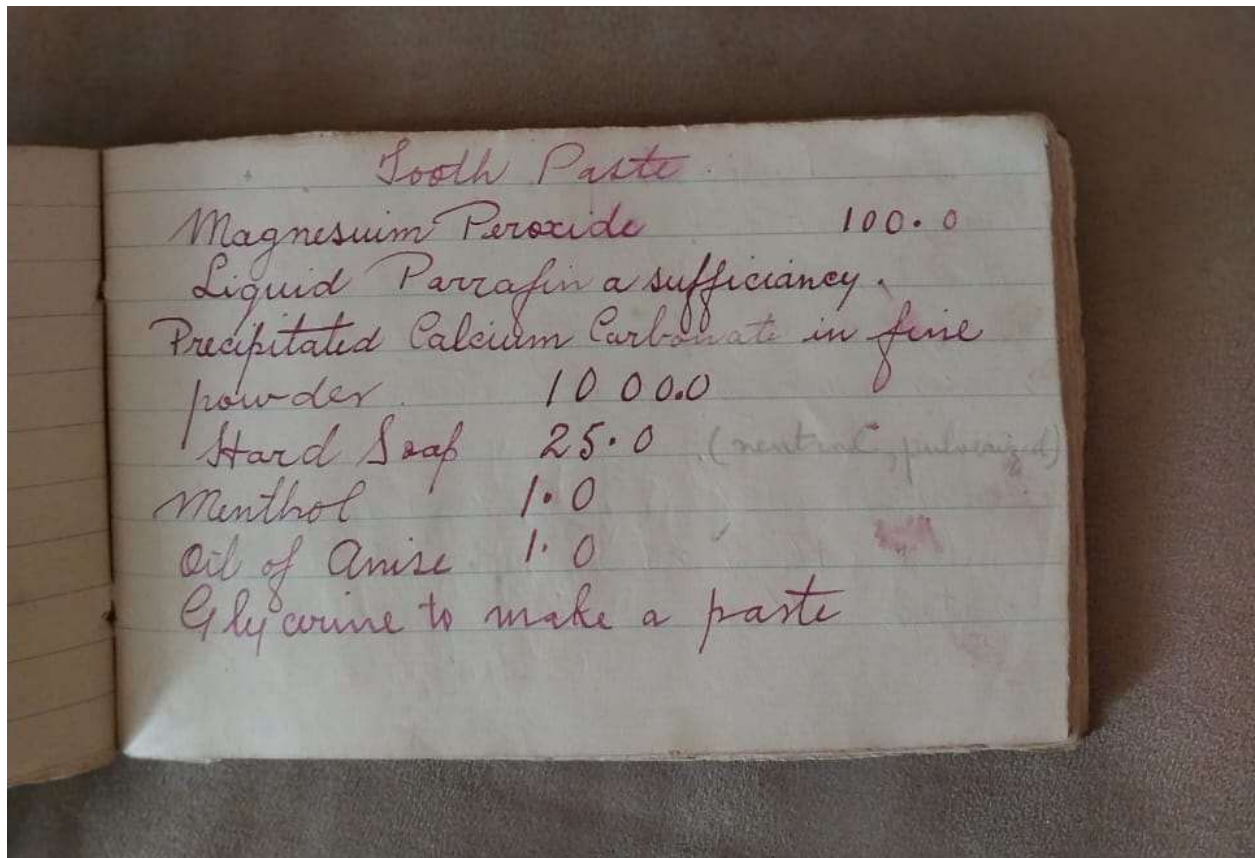 Tooth Paste.
Magnesuim Peroxide 100.0
Liquid Parrafin a sufficiancy.
Precipitated Calcium Carbonate in fine
powder. 1000.0
Hard Soap 25.0 (neutral, pulverized)
Menthol 1.0
Oil of Anise 1.0
Glycerine to make a paste